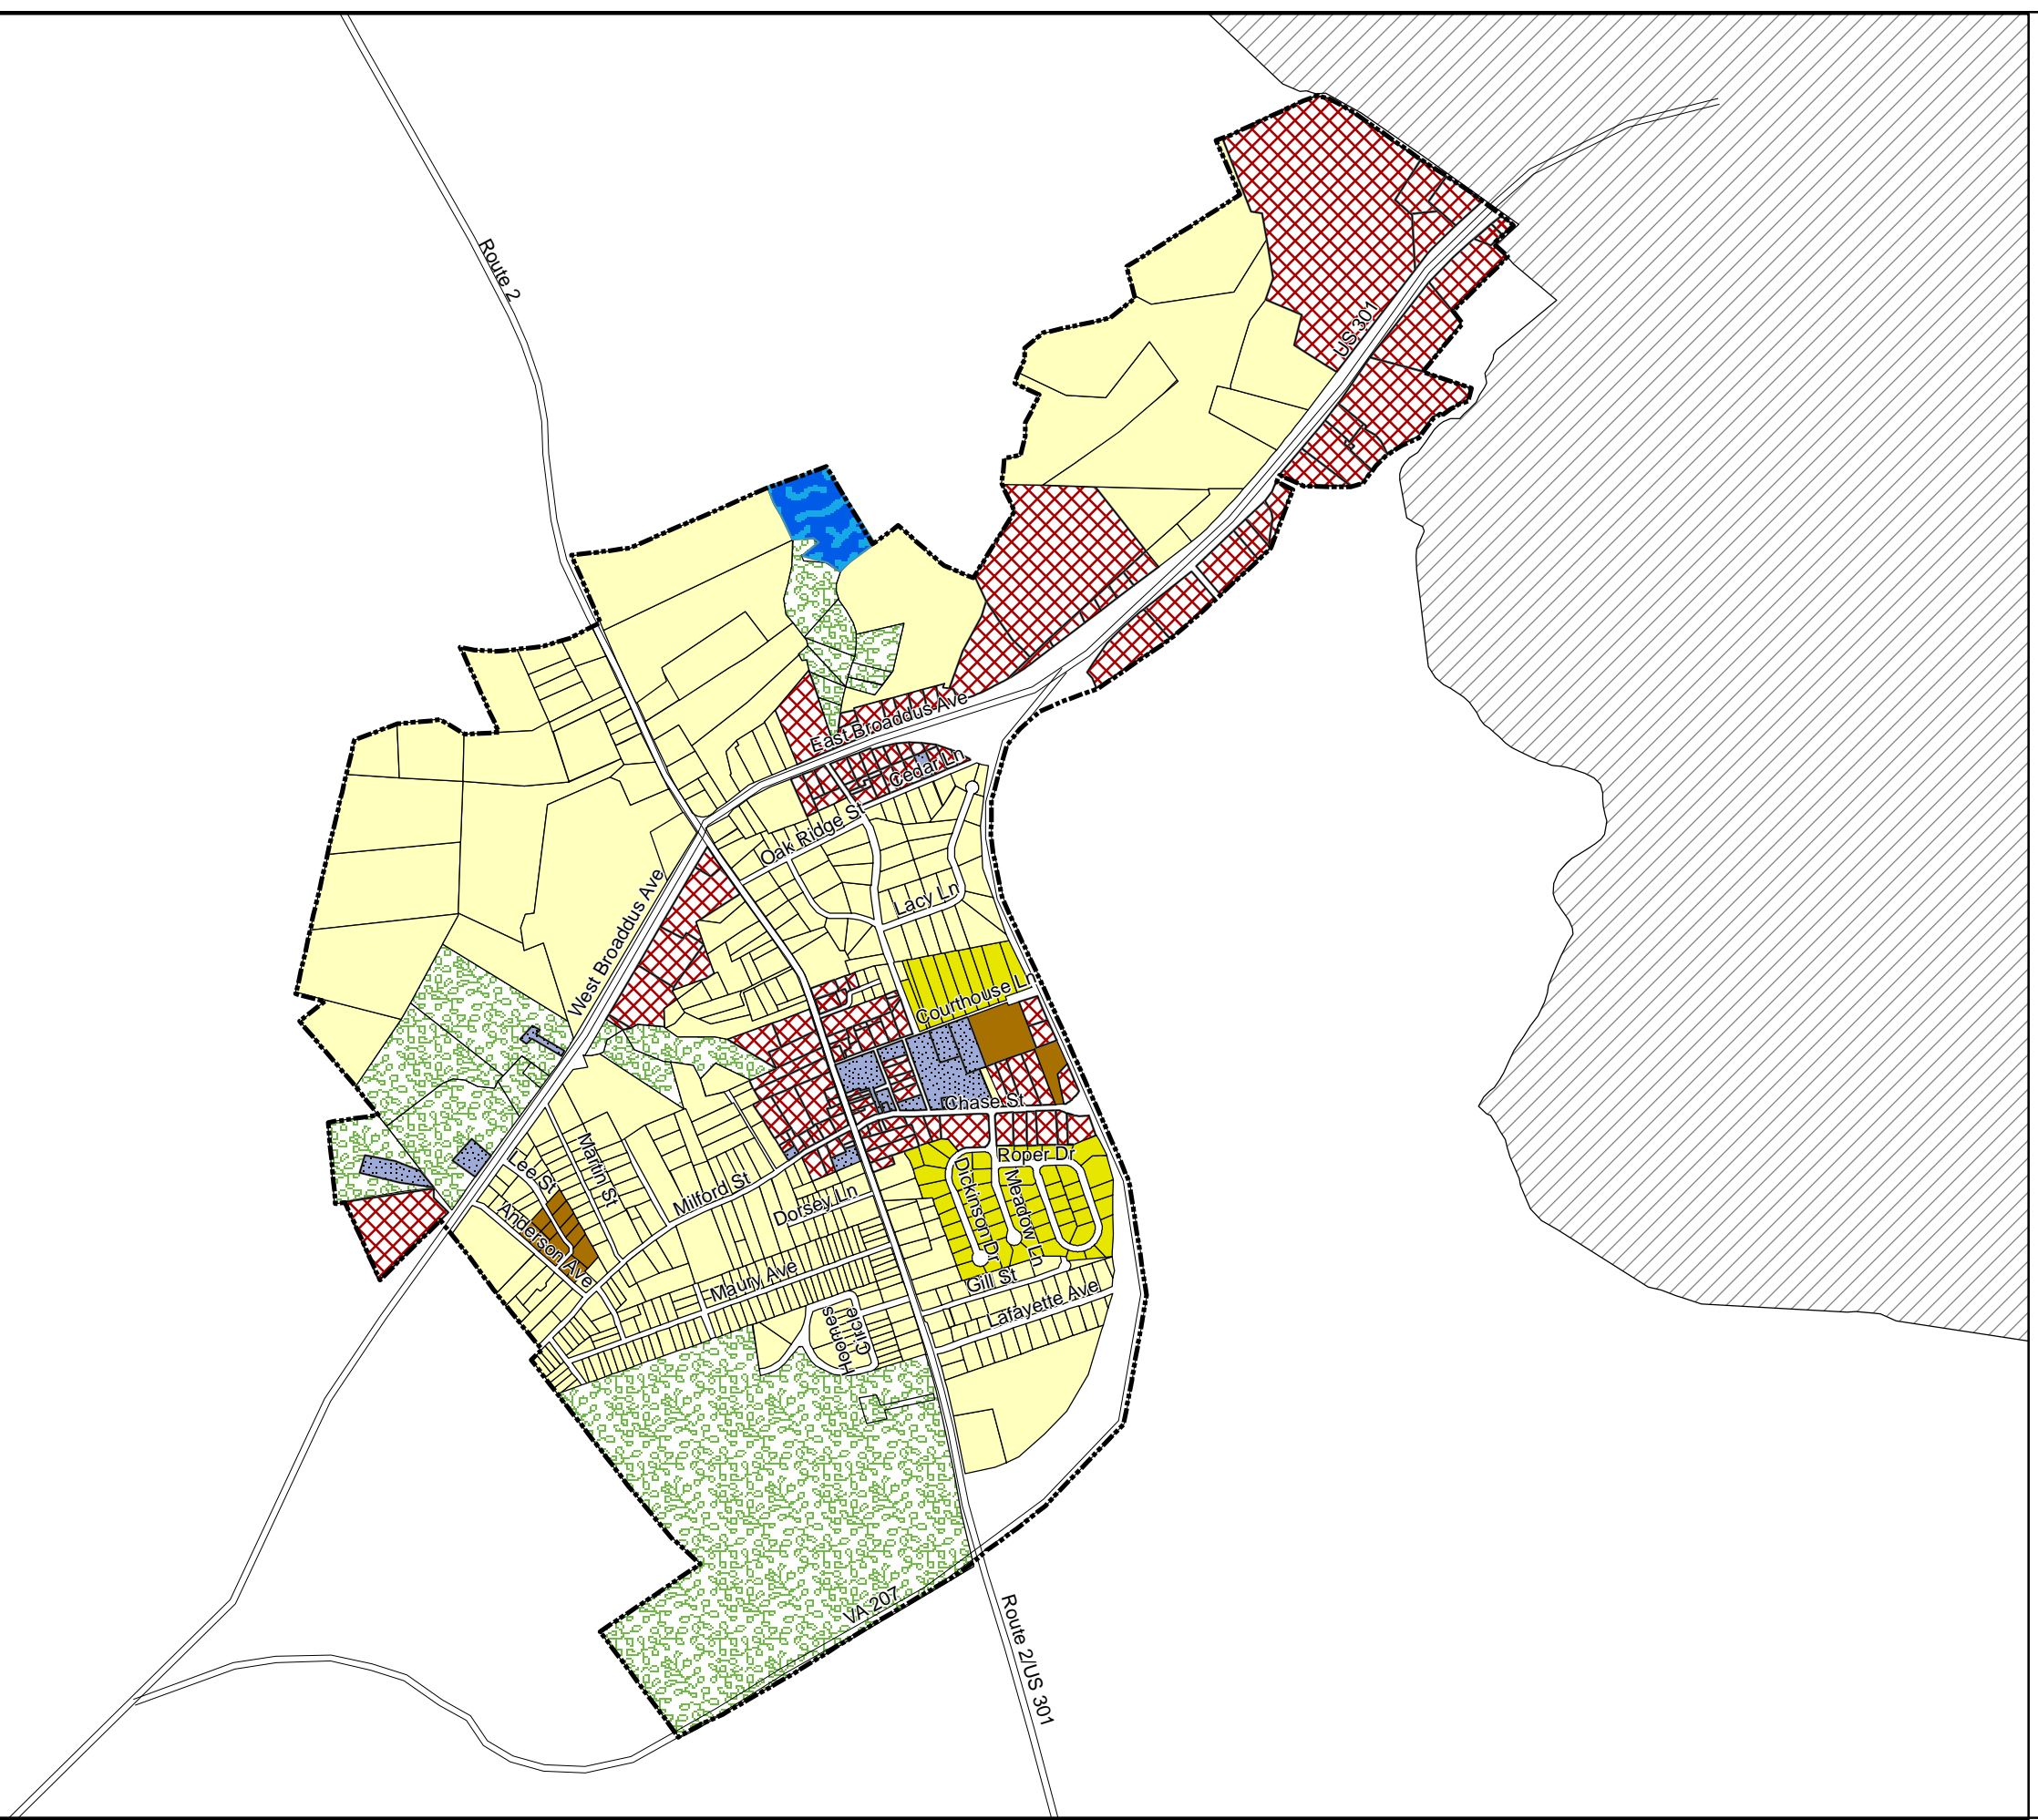 Route 2
US 301
East Broaddus Ave
Cedar Ln
Oak Ridge St
Lacy Ln
West Broaddus Ave
Courthouse Ln
Chase St
Roper Dr
Martin St
Lee St
Dickinson Dr
Meadow Ln
Milford St
Dorsey Ln
Anderson Ave
Maury Ave
Gill St
Lafayette Ave
Hoomes
Circle
VA 207
Route 2/US 301